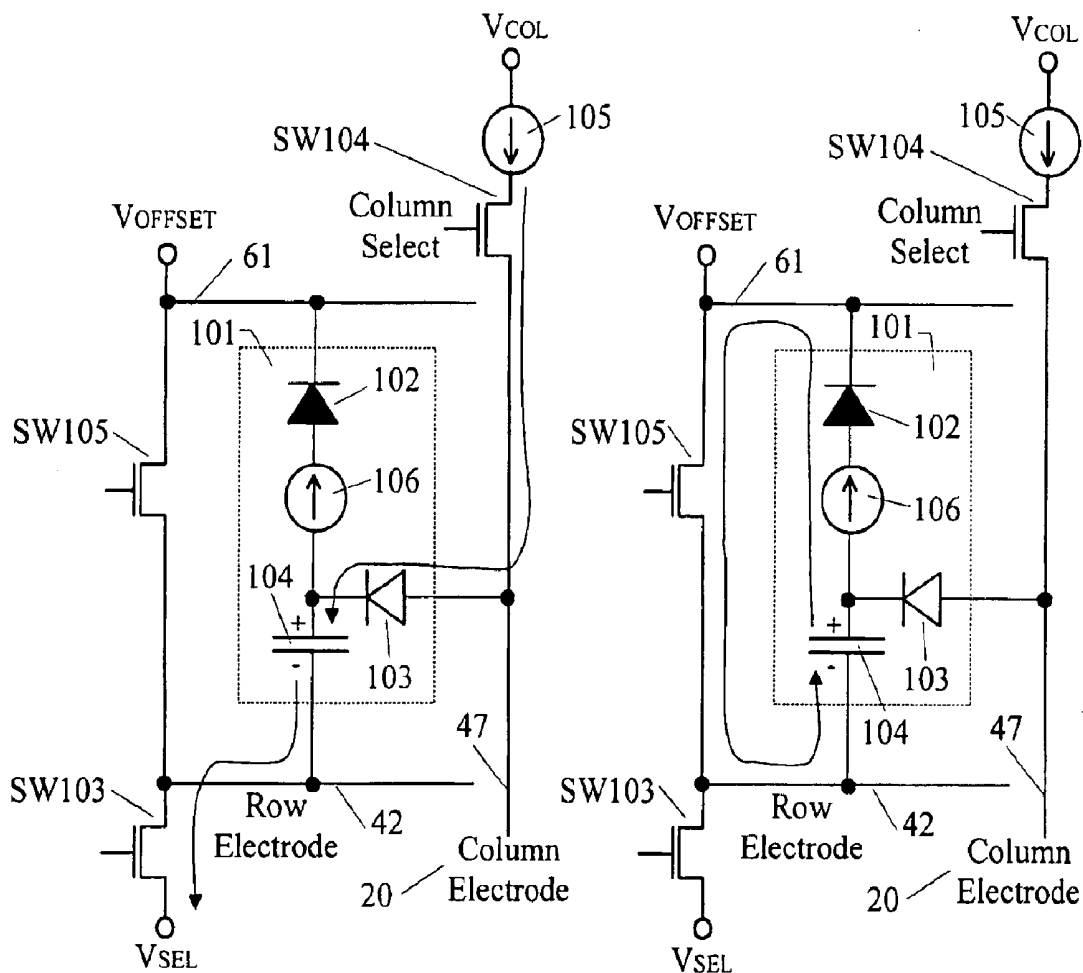 VCOL
105
SW104
Column
Select
VOFFSET
61
101
102
SW105
106
104
+
-
103
47
SW103
Row
Electrode
42
20
Column
Electrode
VSEL
VCOL
105
SW104
Column
Select
VOFFSET
61
101
102
SW105
106
+
-
103
104
47
SW103
Row
Electrode
42
20
Column
Electrode
VSEL